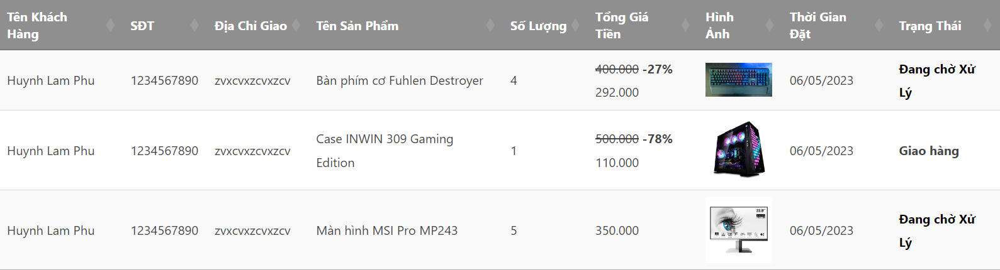 Tên Khách Hàng
SĐT
Địa Chỉ Giao
Tên Sản Phẩm
Số Lượng
Tổng Giá Tiền
Hình Ảnh
Thời Gian Đặt
Trạng Thái
Huynh Lam Phu
1234567890
zvxcvxzcvxzcv
Bàn phím cơ Fuhlen Destroyer
4
400.000 -27%
292.000
06/05/2023
Đang chờ Xử Lý
Huynh Lam Phu
1234567890
zvxcvxzcvxzcv
Case INWIN 309 Gaming
Edition
1
500.000 -78%
110.000
06/05/2023
Giao hàng
Huynh Lam Phu
1234567890
zvxcvxzcvxzcv
Màn hình MSI Pro MP243
5
350.000
23.8"
06/05/2023
Đang chờ Xử Lý